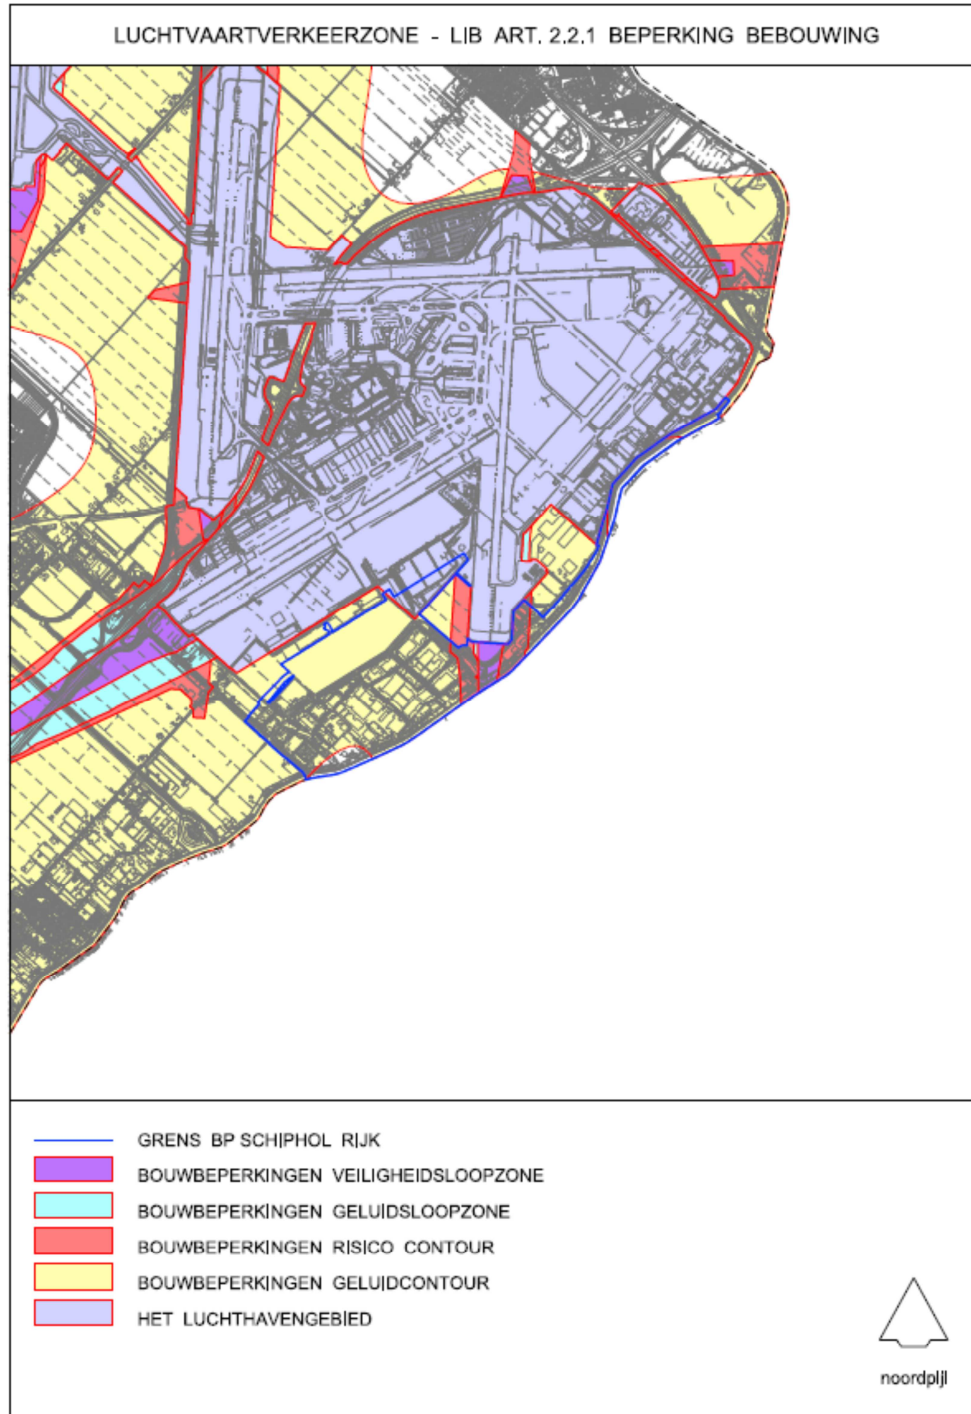 LUCHTVAARTVERKEERZONE - LIB ART. 2.2.1 BEPERKING BEBOUWING
GRENS BP SCHIPHOL RIJK
BOUWBEPERKINGEN VEILIGHEIDSLOOPZONE
BOUWBEPERKINGEN GELUIDSLOOPZONE
BOUWBEPERKINGEN RISICO CONTOUR
BOUWBEPERKINGEN GELUIDCONTOUR
HET LUCHTHAVENGEBIED
noordpijl